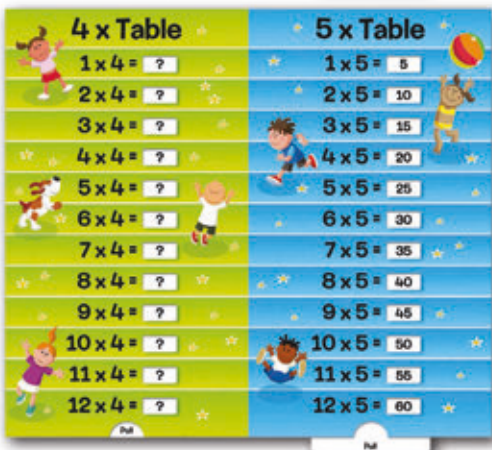 4 x Table
1 x 4 = ?
2 x 4 = ?
3 x 4 = ?
4 x 4 = ?
5 x 4 = ?
6 x 4 = ?
7 x 4 = ?
8 x 4 = ?
9 x 4 = ?
10 x 4 = ?
11 x 4 = ?
12 x 4 = ?
Pull
5 x Table
1 x 5 = 5
2 x 5 = 10
3 x 5 = 15
4 x 5 = 20
5 x 5 = 25
6 x 5 = 30
7 x 5 = 35
8 x 5 = 40
9 x 5 = 45
10 x 5 = 50
11 x 5 = 55
12 x 5 = 60
Pull